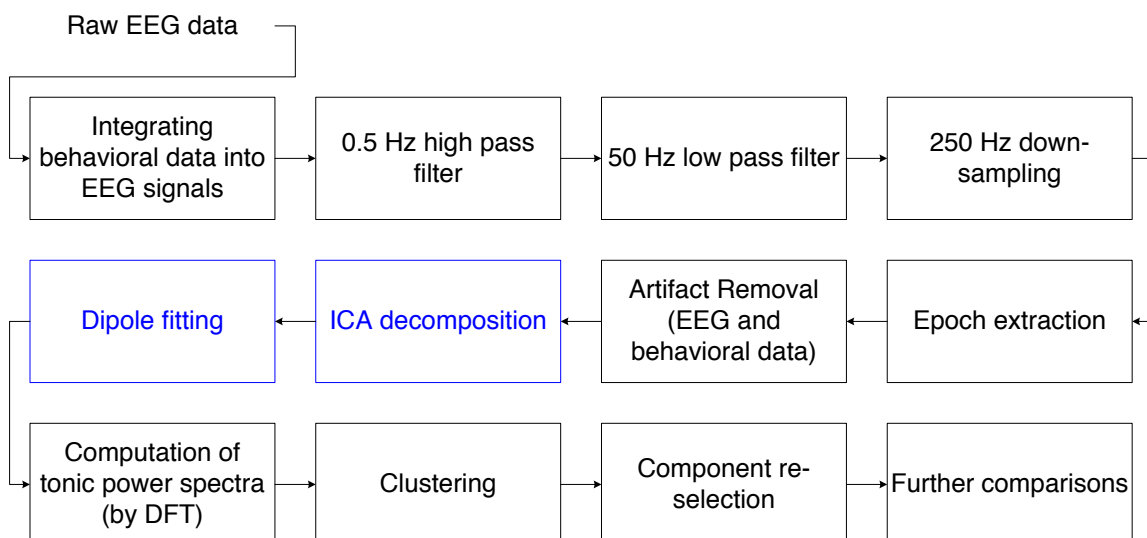 Raw EEG data
Integrating
behavioral data into
EEG signals
0.5 Hz high pass
filter
50 Hz low pass filter
250 Hz down-
sampling
Dipole fitting
ICA decomposition
Artifact Removal
(EEG and
behavioral data)
Epoch extraction
Computation of
tonic power spectra
(by DFT)
Clustering
Component re-
selection
Further comparisons